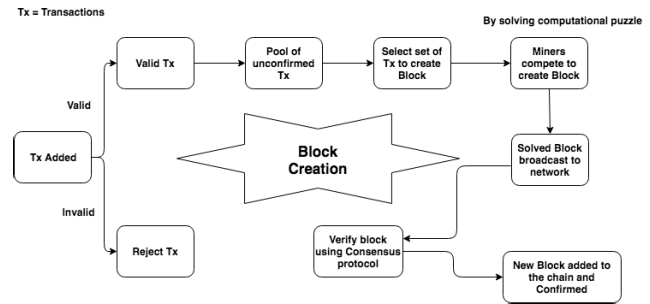 Tx = Transactions
By solving computational puzzle
Valid Tx
Pool of
unconfirmed
Tx
Select set of
Tx to create
Block
Miners
compete to
create Block
Valid
Tx Added
Block
Creation
Solved Block
broadcast to
network
Invalid
Reject Tx
Verify block
using Consensus
protocol
New Block added to
the chain and
Confirmed